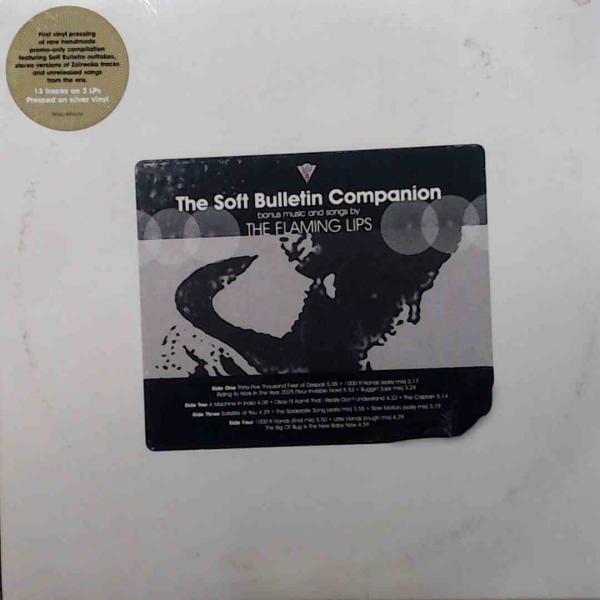 First vinyl pressing
of rare handmade
promo-only compilation
featuring Soft Bulletin outtakes,
stereo versions of Zaireeka tracks
and unreleased songs
from the era.
13 tracks on 2 LPs
Pressed on silver vinyl
The Soft Bulletin Companion
bonus music and songs by
THE FLAMING LIPS
Side One Thirty-Five Thousand Feet of Despair 5.05 • 1000 ft Hands (early mix) 5.17
Riding to Work in the Year 2025 (Your Invisible Now) 6.53 • Buggin' (Lips mix) 3.24
Side Two A Machine in India 6.08 • Okay I'll Admit That I Really Don't Understand 4.33 • The Captain 5.14
Side Three Satellite of You 4.29 • The Spiderbite Song (early mix) 3.55 • Slow Motion (early mix) 3.19
Side Four 1000 ft Hands (final mix) 5.50 • Little Hands (rough mix) 6.39
The Big Ol' Bug Is The New Baby Now 4.59